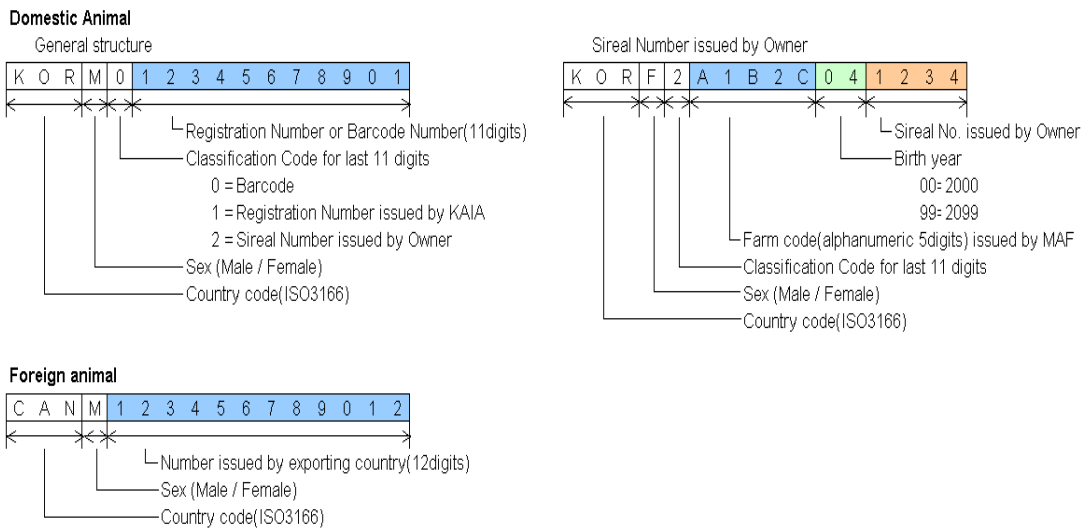 Domestic Animal
General structure
K O R M 0 1 2 3 4 5 6 7 8 9 0 1
Registration Number or Barcode Number(11digits)
Classification Code for last 11 digits
0 = Barcode
1 = Registration Number issued by KAIA
2 = Sireal Number issued by Owner
Sex (Male / Female)
Country code(ISO3166)
Sireal Number issued by Owner
K O R F 2 A 1 B 2 C 0 4 1 2 3 4
Sireal No. issued by Owner
Birth year
00= 2000
99= 2099
Farm code(alphanumeric 5digits) issued by MAF
Classification Code for last 11 digits
Sex (Male / Female)
Country code(ISO3166)
Foreign animal
C A N M 1 2 3 4 5 6 7 8 9 0 1 2
Number issued by exporting country(12digits)
Sex (Male / Female)
Country code(ISO3166)